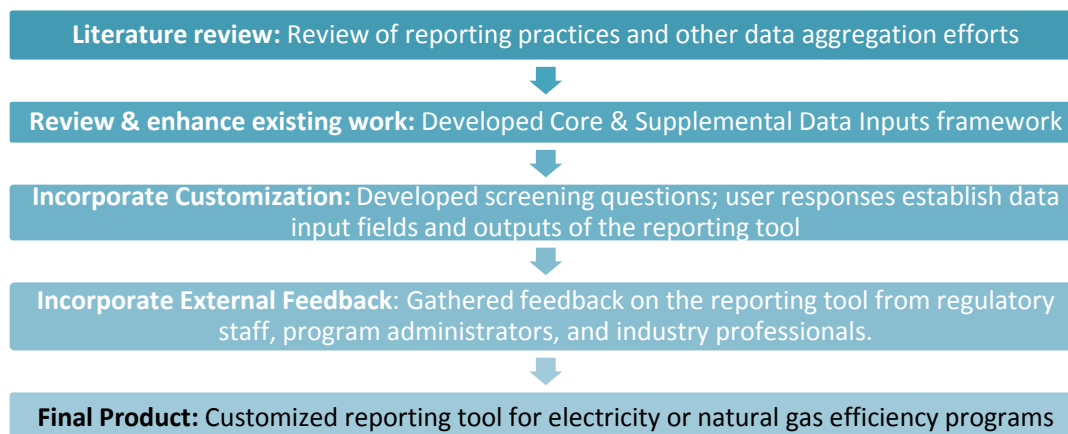 Literature review: Review of reporting practices and other data aggregation efforts
Review & enhance existing work: Developed Core & Supplemental Data Inputs framework
Incorporate Customization: Developed screening questions; user responses establish data
input fields and outputs of the reporting tool
Incorporate External Feedback: Gathered feedback on the reporting tool from regulatory
staff, program administrators, and industry professionals.
Final Product: Customized reporting tool for electricity or natural gas efficiency programs